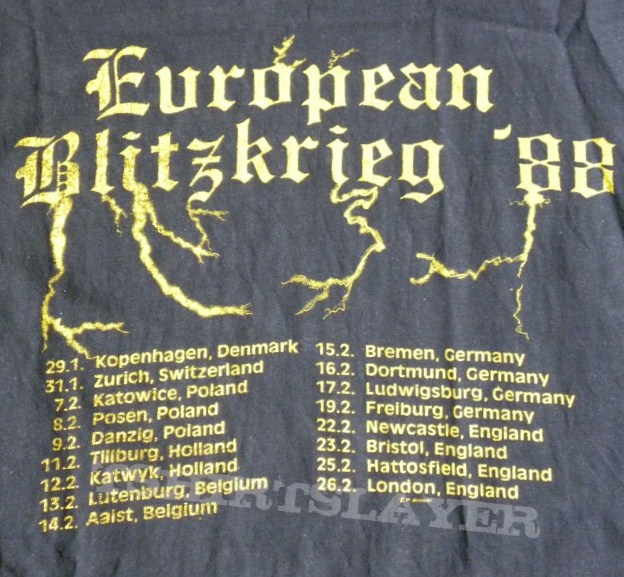 European
Blitzkrieg '88
29.1. Kopenhagen, Denmark
31.1. Zurich, Switzerland
7.2. Katowice, Poland
8.2. Posen, Poland
9.2. Danzig, Poland
11.2. Tillburg, Holland
12.2. Katwyk, Holland
13.2. Lutenburg, Belgium
14.2. Aalst, Belgium
15.2. Bremen, Germany
16.2. Dortmund, Germany
17.2. Ludwigsburg, Germany
19.2. Freiburg, Germany
22.2. Newcastle, England
23.2. Bristol, England
25.2. Hattosfield, England
26.2. London, England
TSHIRTSLAYER